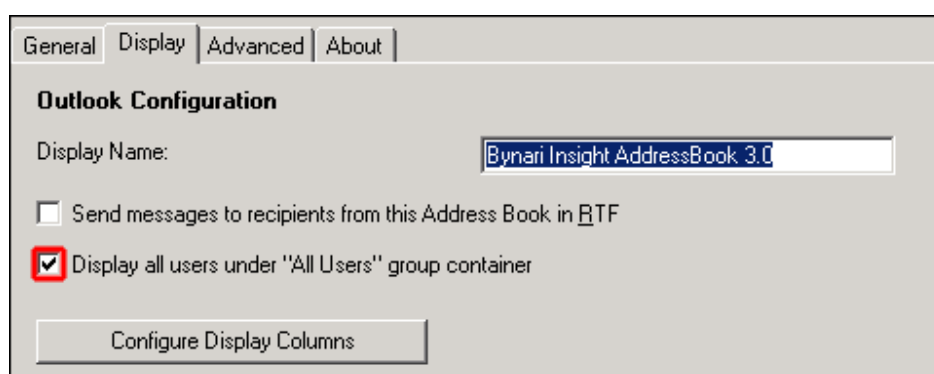 General Display Advanced About
Outlook Configuration
Display Name: Bynari Insight AddressBook 3.0
Send messages to recipients from this Address Book in RTF
Display all users under "All Users" group container
Configure Display Columns